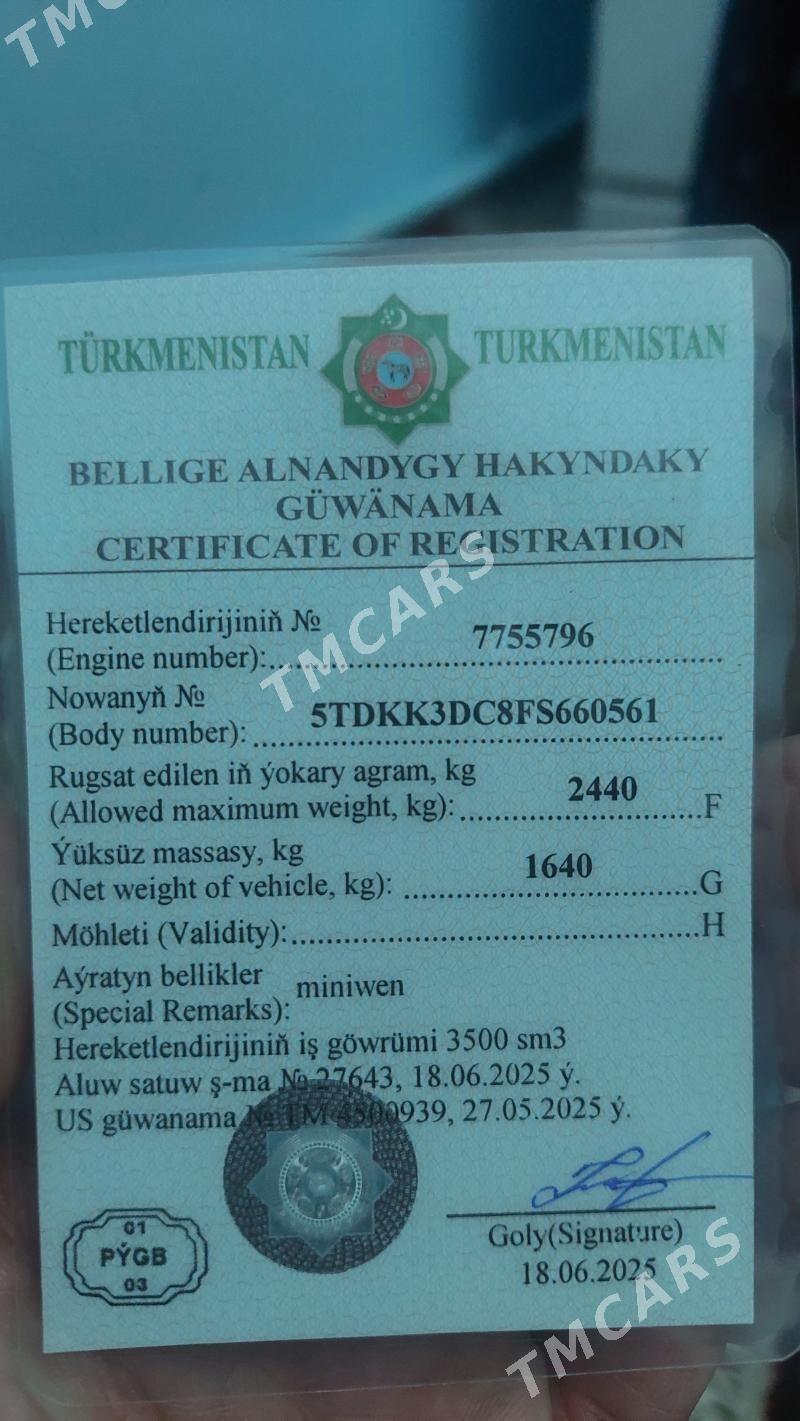 TMCARS
TÜRKMENISTAN TURKMENISTAN
BELLIGE ALNANDYGY HAKYNDAKY
GÜWÄNAMA
CERTIFICATE OF REGISTRATION
Hereketlendirijiniň №
(Engine number):.......... 7755796
Nowanyň №
(Body number): .......... 5TDKK3DC8FS660561
Rugsat edilen iň ýokary agram, kg
(Allowed maximum weight, kg):.......... 2440 F
Ýüksüz massasy, kg
(Net weight of vehicle, kg): .......... 1640 G
Möhleti (Validity):..........H
Aýratyn bellikler miniwen
(Special Remarks):
Hereketlendirijiniň iş göwrümi 3500 sm3
Aluw satuw ş-ma № 27643, 18.06.2025 ý.
US güwanama № TM 4500939, 27.05.2025 ý.
Goly(Signature)
18.06.2025
01
PÝGB
03
TMCARS
TMCARS